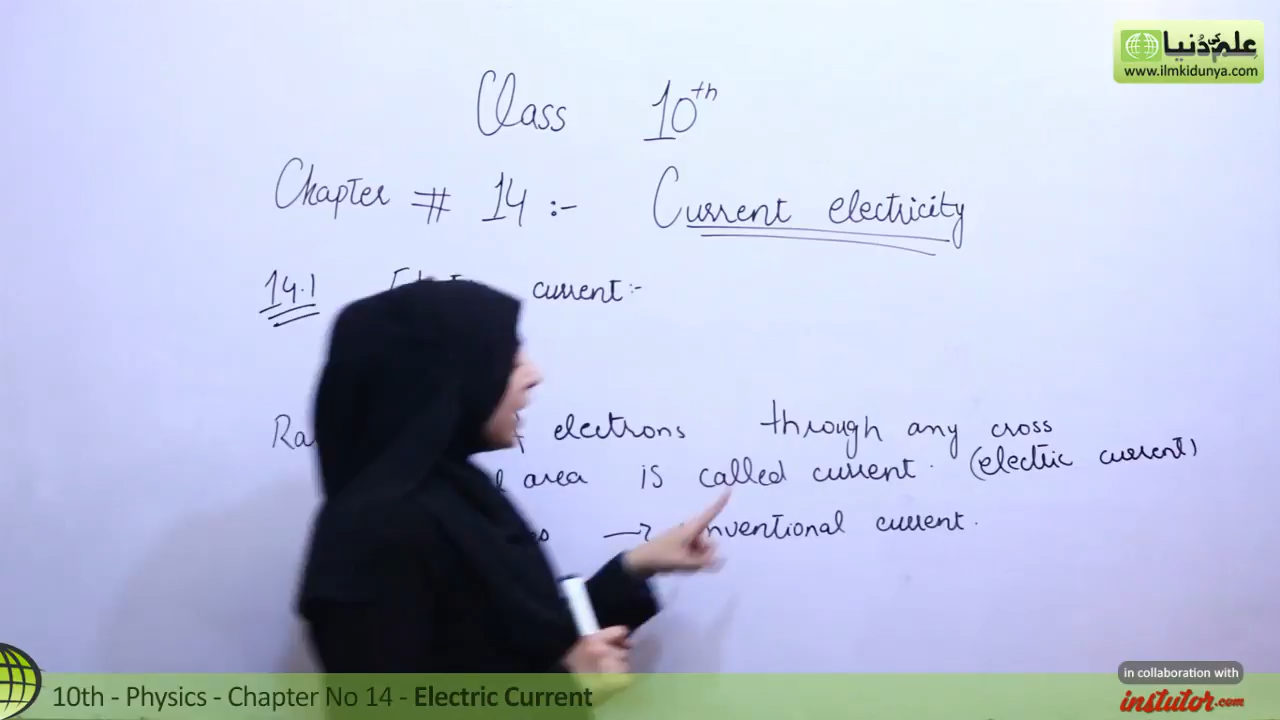 علم کی دنیا
www.ilmkidunya.com
Class 10th
Chapter # 14 :- Current electricity
14.1 current:-
electrons through any cross
area is called current. (electric current)
→ conventional current.
in collaboration with
instutor.com
10th - Physics - Chapter No 14 - Electric Current